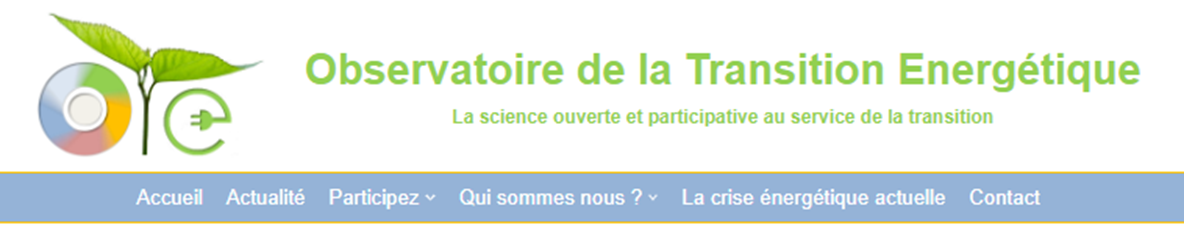 OTe
Observatoire de la Transition Energétique
La science ouverte et participative au service de la transition
Accueil Actualité Participez Qui sommes nous ? La crise énergétique actuelle Contact